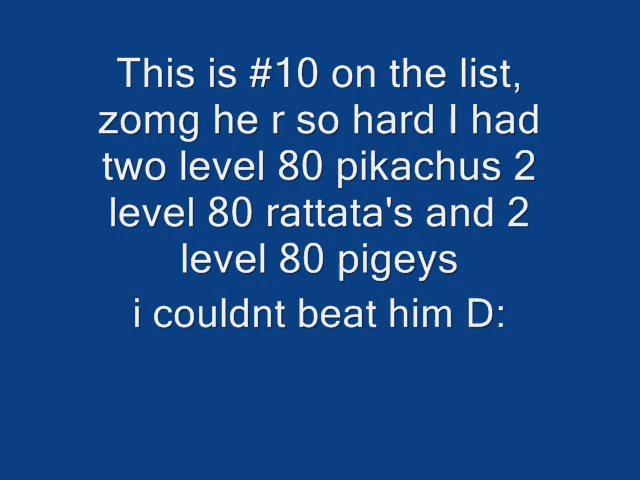 This is #10 on the list,
zomg he r so hard I had
two level 80 pikachus 2
level 80 rattata's and 2
level 80 pigeys
i couldnt beat him D: